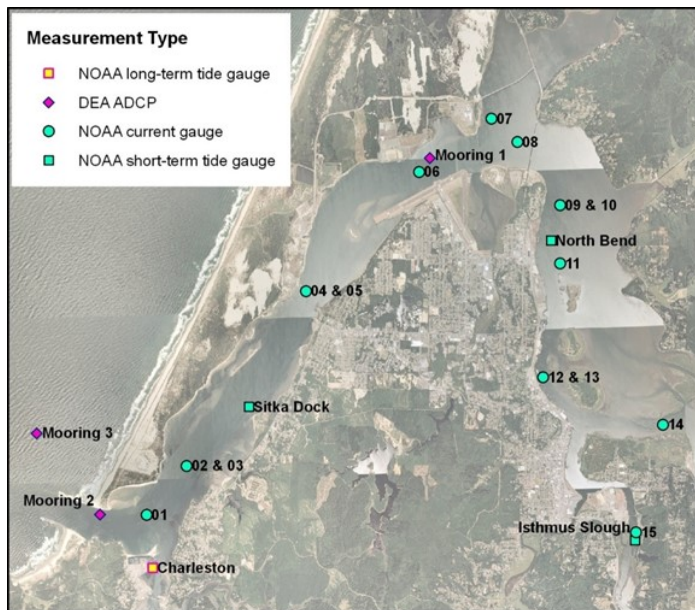 Measurement Type
NOAA long-term tide gauge
DEA ADCP
NOAA current gauge
NOAA short-term tide gauge
07
08
Mooring 1
06
09 & 10
North Bend
11
04 & 05
12 & 13
Sitka Dock
14
Mooring 3
02 & 03
Mooring 2
01
Isthmus Slough
15
Charleston